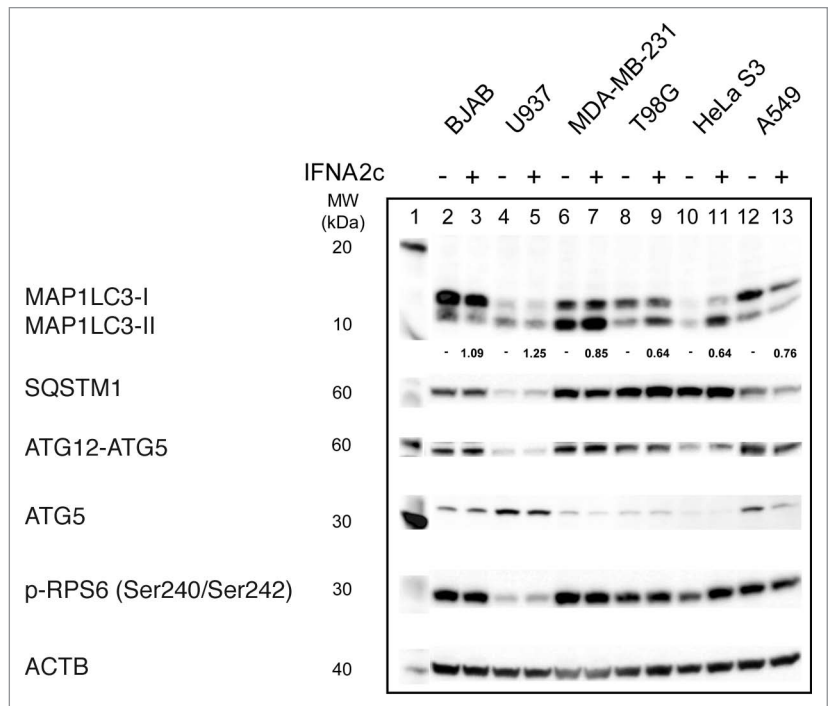 BJAB U937 MDA-MB-231 T98G HeLa S3 A549
IFNA2c - + - + - + - + - + - +
MW
(kDa)
1 2 3 4 5 6 7 8 9 10 11 12 13
20
MAP1LC3-I
MAP1LC3-II 10
- 1.09 - 1.25 - 0.85 - 0.64 - 0.64 - 0.76
SQSTM1 60
ATG12-ATG5 60
ATG5 30
p-RPS6 (Ser240/Ser242) 30
ACTB 40